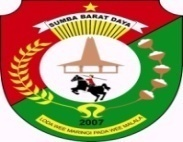 SUMBA BARAT DAYA
2007
LODA WEE MARINGI PADA WEE MALALA